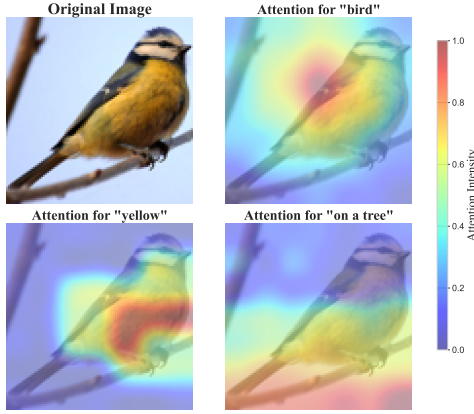 Original Image
Attention for "bird"
Attention for "yellow"
Attention for "on a tree"
1.0
0.8
0.6
0.4
0.2
0.0
Attention Intensity